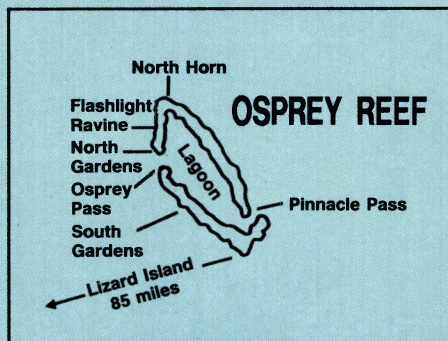 North Horn
OSPREY REEF
Flashlight
Ravine
North
Gardens
Osprey
Pass
South
Gardens
Lagoon
Pinnacle Pass
Lizard Island
85 miles